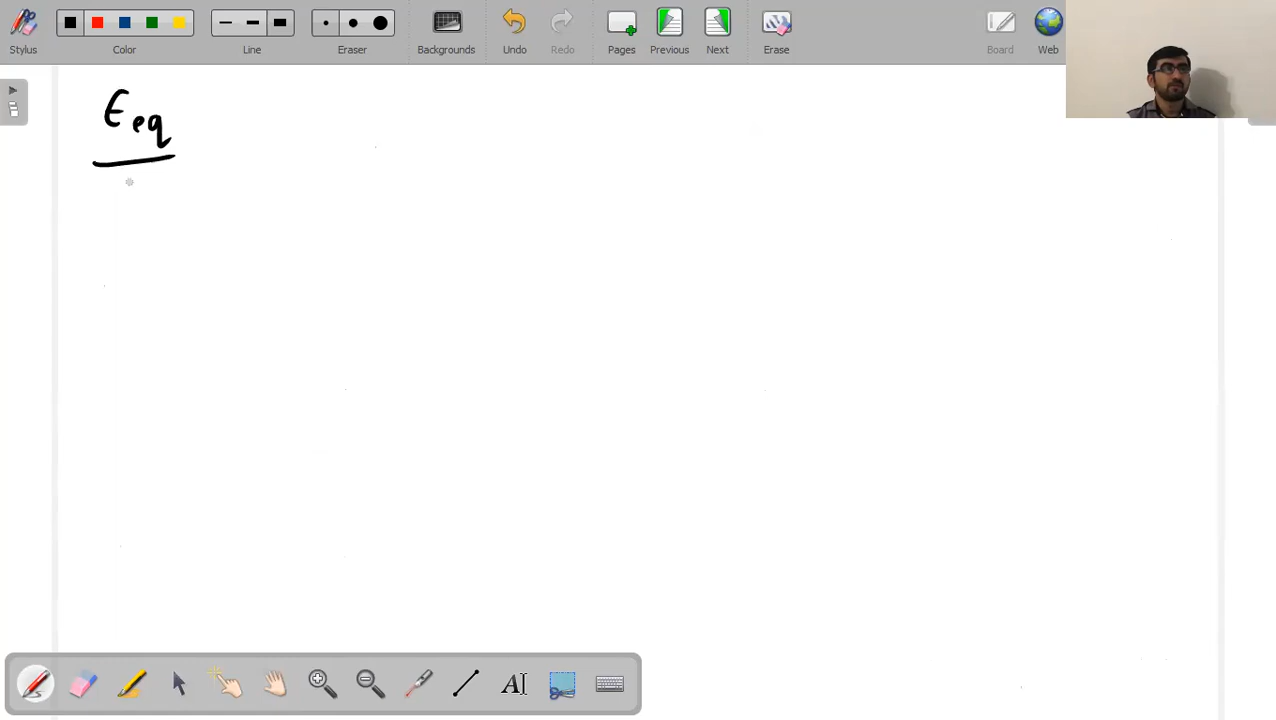 Stylus
Color
Line
Eraser
Backgrounds
Undo
Redo
Pages
Previous
Next
Erase
Board
Web
E eq